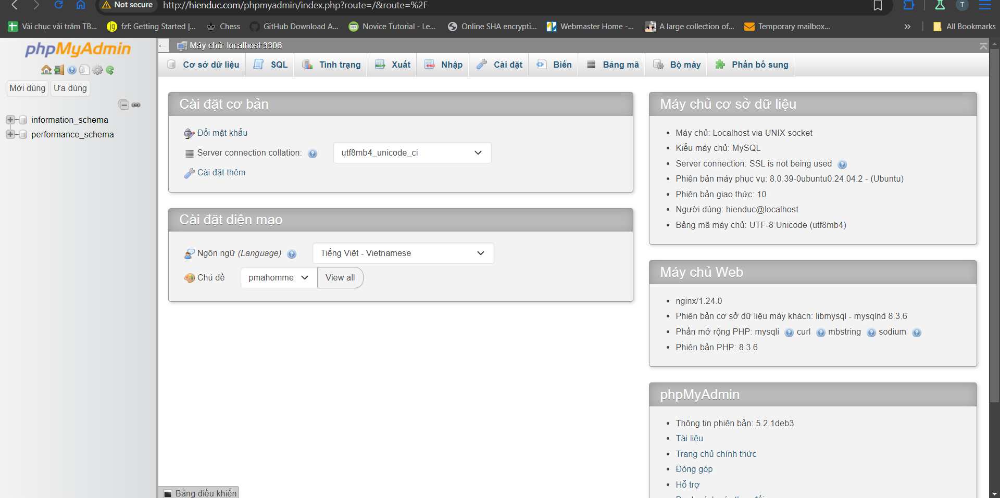 Not secure
http://hienduc.com/phpmyadmin/index.php?route=/&route=%2F
T
Vài chục vài trăm TB...
jg
fzf: Getting Started |...
Chess
GitHub Download A...
Novice Tutorial - Le...
Online SHA encrypti...
Webmaster Home -...
A large collection of...
Temporary mailbox...
»
All Bookmarks
phpMyAdmin
Mới dùng
Ưa dùng
information_schema
performance_schema
Máy chủ: localhost:3306
Cơ sở dữ liệu
SQL
Tình trạng
Xuất
Nhập
Cài đặt
Biến
Bảng mã
Bộ máy
Phần bổ sung
Cài đặt cơ bản
Đổi mật khẩu
Server connection collation:
utf8mb4_unicode_ci
Cài đặt thêm
Cài đặt diện mạo
Ngôn ngữ (Language)
Tiếng Việt - Vietnamese
Chủ đề
pmahomme
View all
Máy chủ cơ sở dữ liệu
Máy chủ: Localhost via UNIX socket
Kiểu máy chủ: MySQL
Server connection: SSL is not being used
Phiên bản máy phục vụ: 8.0.39-0ubuntu0.24.04.2 - (Ubuntu)
Phiên bản giao thức: 10
Người dùng: hienduc@localhost
Bảng mã máy chủ: UTF-8 Unicode (utf8mb4)
Máy chủ Web
nginx/1.24.0
Phiên bản cơ sở dữ liệu máy khách: libmysql - mysqlnd 8.3.6
Phần mở rộng PHP: mysqli curl mbstring sodium
Phiên bản PHP: 8.3.6
phpMyAdmin
Thông tin phiên bản: 5.2.1deb3
Tài liệu
Trang chủ chính thức
Đóng góp
Hỗ trợ
Bảng điều khiển